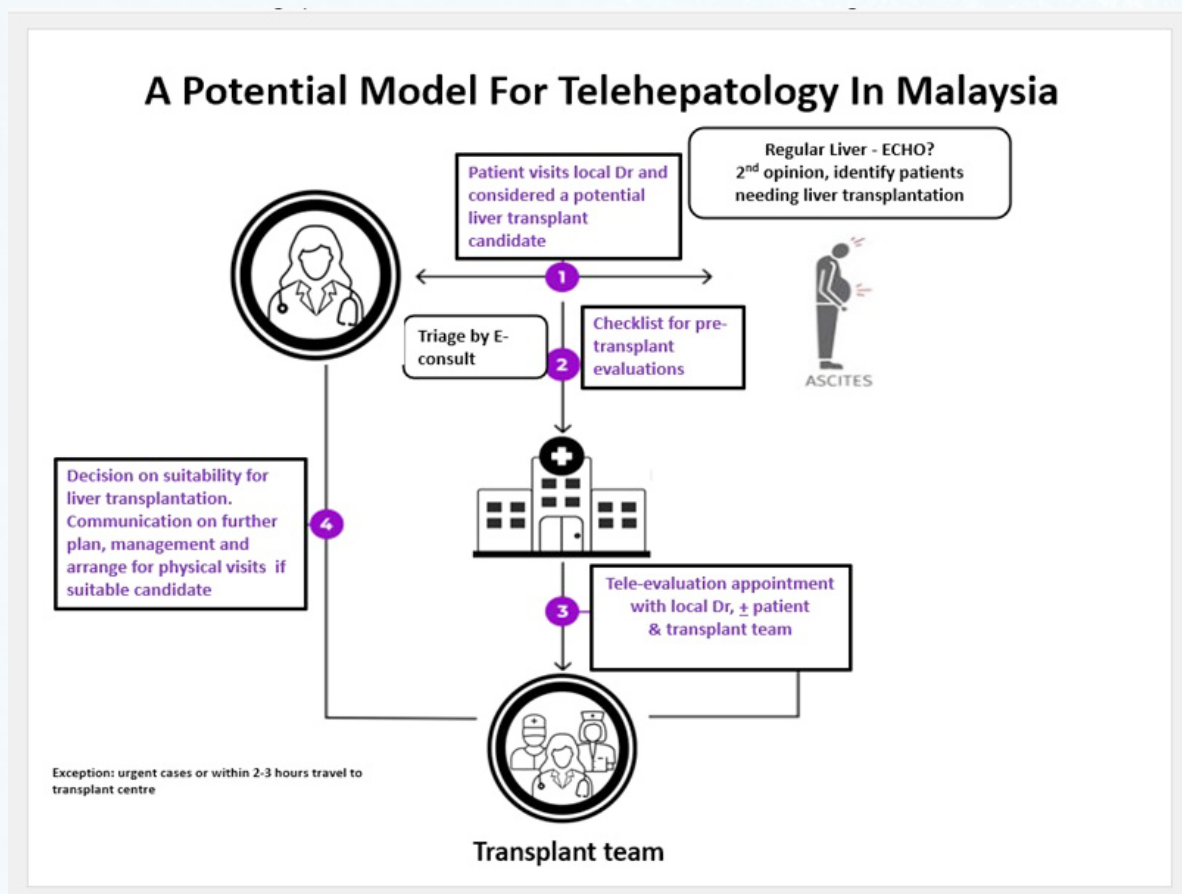 A Potential Model For Telehepatology In Malaysia
Regular Liver - ECHO?
2nd opinion, identify patients
needing liver transplantation
Patient visits local Dr and
considered a potential
liver transplant
candidate
1
ASCITES
Triage by E-
consult
2
Checklist for pre-
transplant
evaluations
Decision on suitability for
liver transplantation.
Communication on further
plan, management and
arrange for physical visits if
suitable candidate
4
3
Tele-evaluation appointment
with local Dr, ± patient
& transplant team
Exception: urgent cases or within 2-3 hours travel to
transplant centre
Transplant team